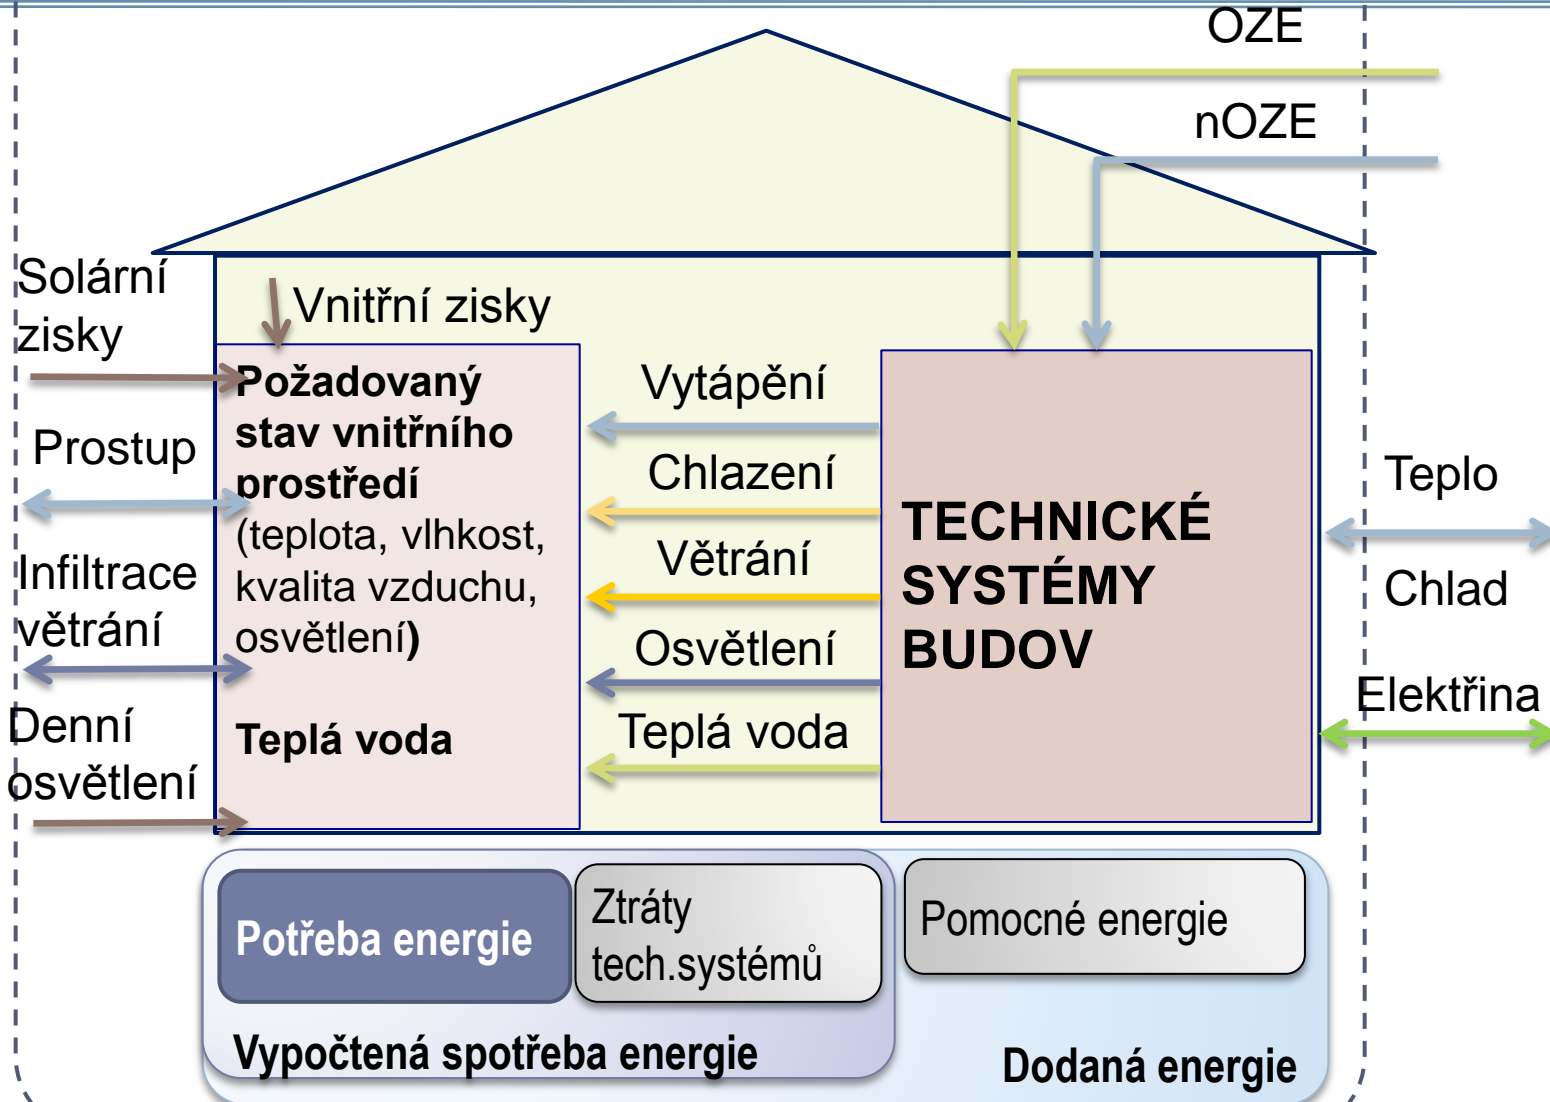 OZE
nOZE
Solární
zisky
Vnitřní zisky
Prostup
Infiltrace
větrání
Denní
osvětlení
Požadovaný
stav vnitřního
prostředí
(teplota, vlhkost,
kvalita vzduchu,
osvětlení)
Teplá voda
Vytápění
Chlazení
Větrání
Osvětlení
Teplá voda
TECHNICKÉ
SYSTÉMY
BUDOV
Teplo
Chlad
Elektřina
Potřeba energie
Ztráty
tech.systémů
Pomocné energie
Vypočtená spotřeba energie
Dodaná energie